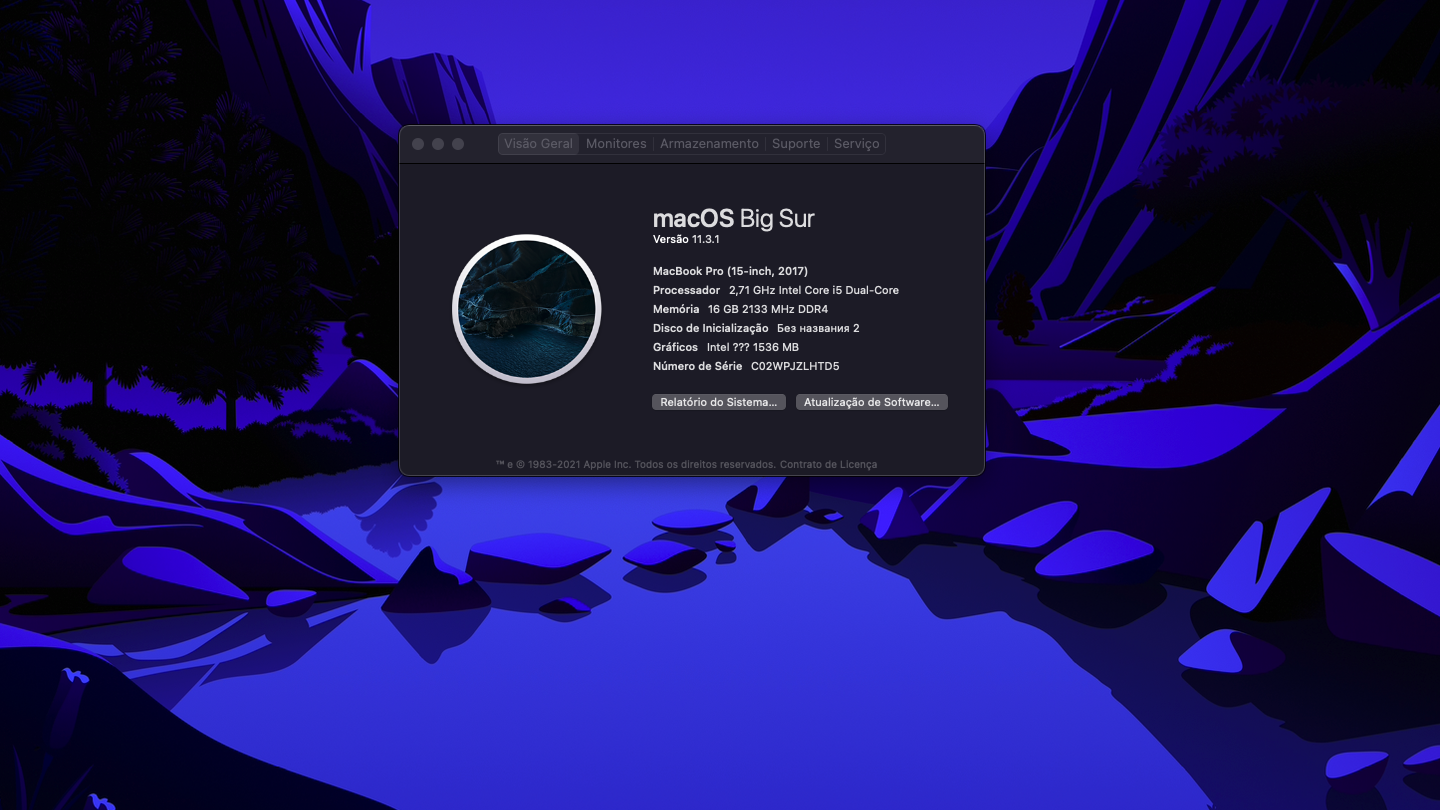 Visão Geral Monitores Armazenamento Suporte Serviço
macOS Big Sur
Versão 11.3.1
MacBook Pro (15-inch, 2017)
Processador 2,71 GHz Intel Core i5 Dual-Core
Memória 16 GB 2133 MHz DDR4
Disco de Inicialização Без названия 2
Gráficos Intel ??? 1536 MB
Número de Série C02WPJZLHTD5
Relatório do Sistema... Atualização de Software...
™ e © 1983-2021 Apple Inc. Todos os direitos reservados. Contrato de Licença